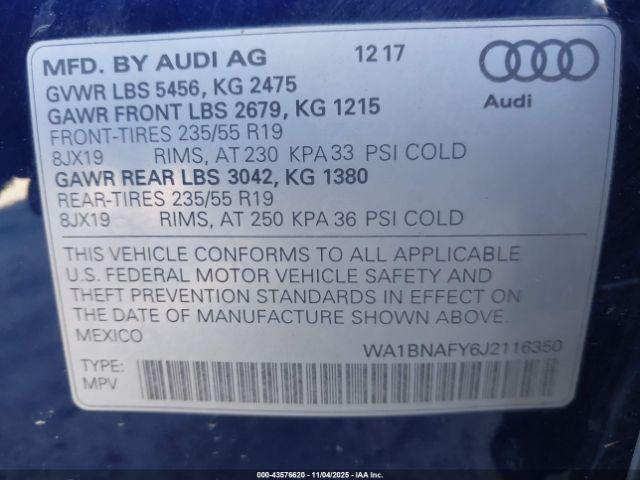 MFD. BY AUDI AG 12 17
GVWR LBS 5456, KG 2475
GAWR FRONT LBS 2679, KG 1215
Audi
FRONT-TIRES 235/55 R19
8JX19 RIMS, AT 230 KPA 33 PSI COLD
GAWR REAR LBS 3042, KG 1380
REAR-TIRES 235/55 R19
8JX19 RIMS, AT 250 KPA 36 PSI COLD
THIS VEHICLE CONFORMS TO ALL APPLICABLE
U.S. FEDERAL MOTOR VEHICLE SAFETY AND
THEFT PREVENTION STANDARDS IN EFFECT ON
THE DATE OF MANUFACTURE SHOWN ABOVE.
MEXICO
WA1BNAFY6J2116350
TYPE:
MPV
000-43576620 - 11/04/2025 - IAA Inc.